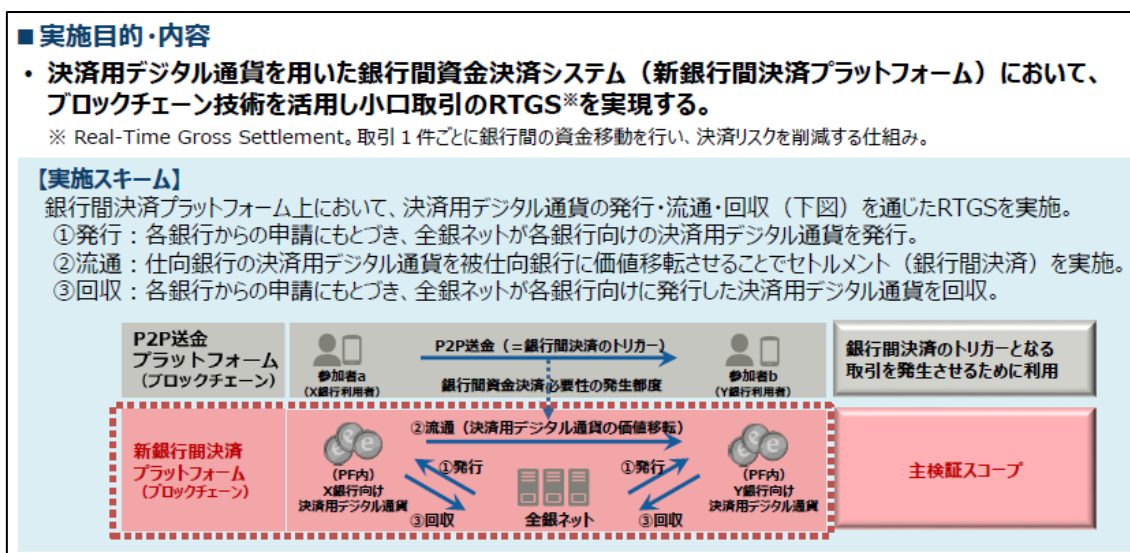 ■実施目的・内容
• 決済用デジタル通貨を用いた銀行間資金決済システム（新銀行間決済プラットフォーム）において、
ブロックチェーン技術を活用し小口取引のRTGS※を実現する。
※ Real-Time Gross Settlement。取引１件ごとに銀行間の資金移動を行い、決済リスクを削減する仕組み。
【実施スキーム】
銀行間決済プラットフォーム上において、決済用デジタル通貨の発行・流通・回収（下図）を通じたRTGSを実施。
①発行：各銀行からの申請にもとづき、全銀ネットが各銀行向けの決済用デジタル通貨を発行。
②流通：仕向銀行の決済用デジタル通貨を被仕向銀行に価値移転させることでセトルメント（銀行間決済）を実施。
③回収：各銀行からの申請にもとづき、全銀ネットが各銀行向けに発行した決済用デジタル通貨を回収。
P2P送金
プラットフォーム
（ブロックチェーン）
参加者a
（X銀行利用者）
P2P送金（＝銀行間決済のトリガー）
銀行間資金決済必要性の発生都度
参加者b
（Y銀行利用者）
銀行間決済のトリガーとなる
取引を発生させるために利用
新銀行間決済
プラットフォーム
（ブロックチェーン）
②流通（決済用デジタル通貨の価値移転）
e e
（PF内）
X銀行向け
決済用デジタル通貨
①発行
③回収
全銀ネット
①発行
③回収
e e
（PF内）
Y銀行向け
決済用デジタル通貨
主検証スコープ